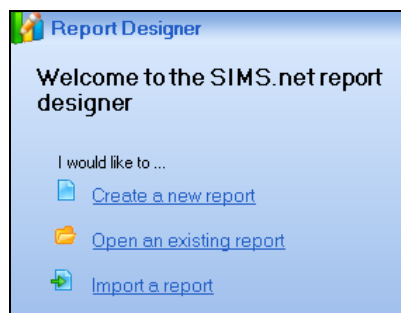 Report Designer
Welcome to the SIMS.net report
designer
I would like to ...
Create a new report
Open an existing report
Import a report